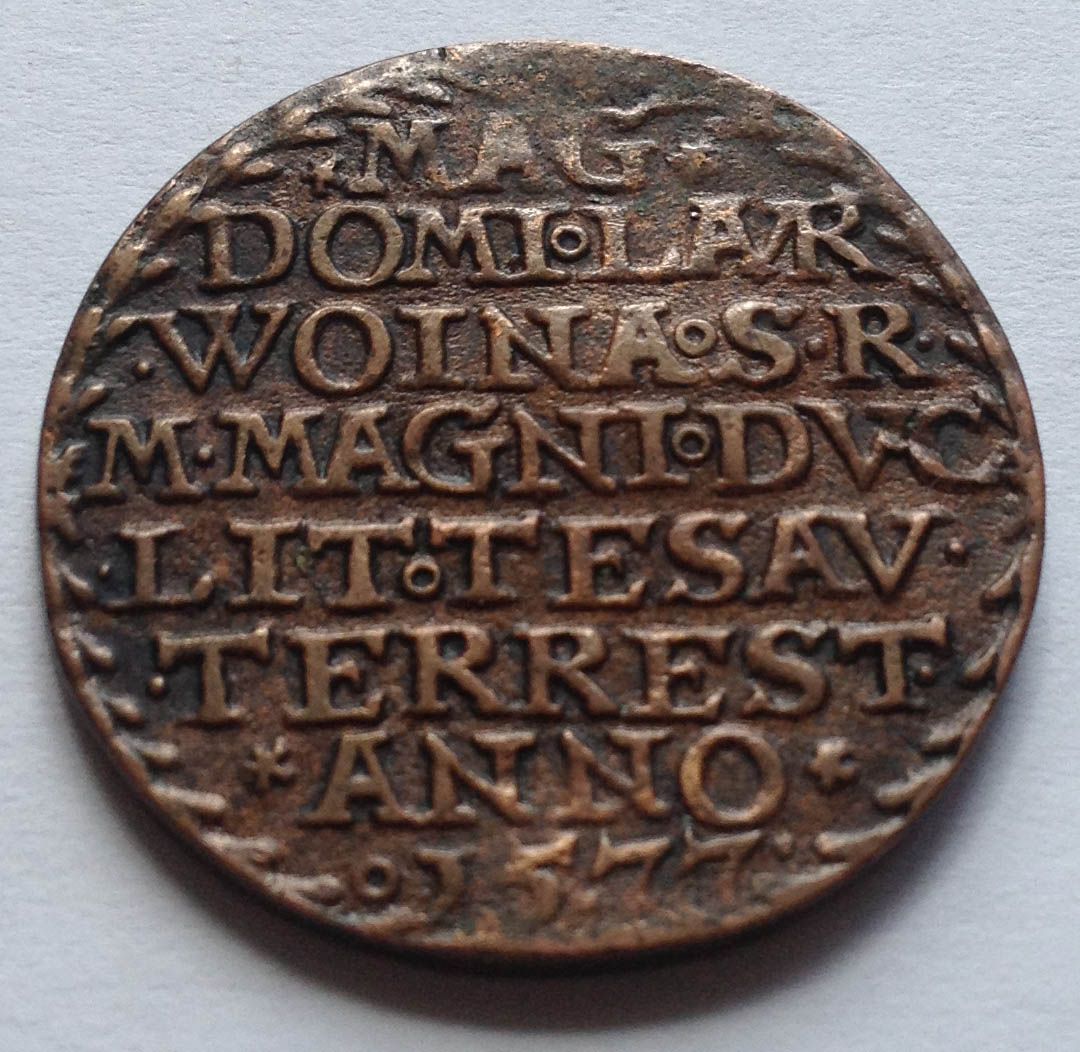 * MAG *
DOMI∘LAVR
·WOINA∘S·R·
M·MAGNI∘DVC
·LIT∘TESAV·
·TERREST·
* ANNO *
∘1577·